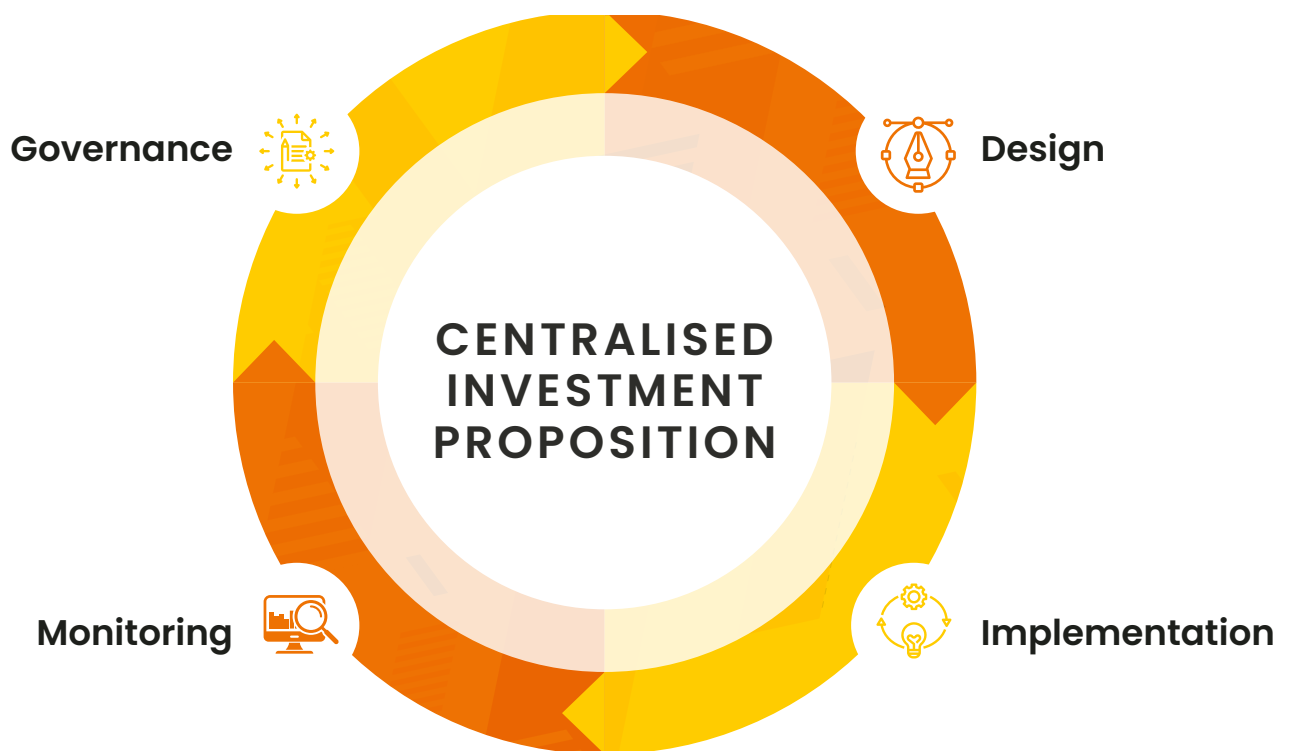 Governance
Design
CENTRALISED
INVESTMENT
PROPOSITION
Monitoring
Implementation